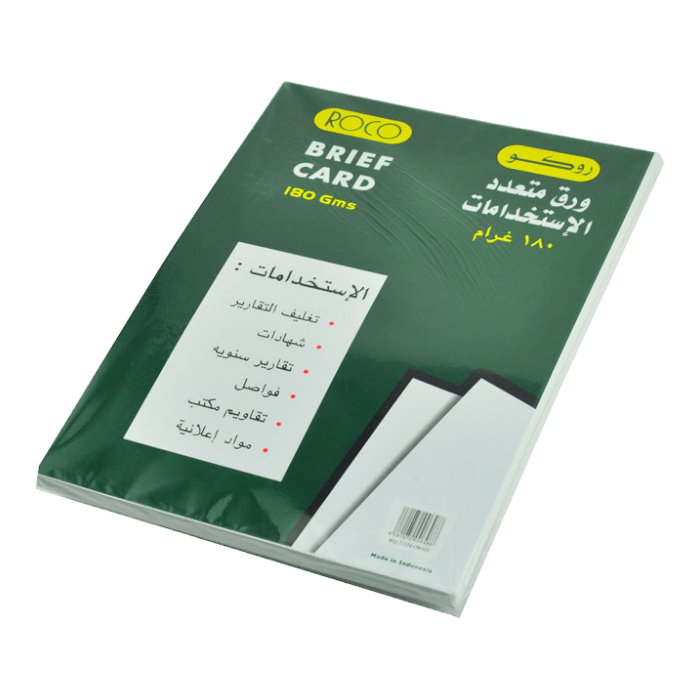 ROCO
BRIEF
CARD
180 Gms
روكو
ورق متعدد
الإستخدامات
١٨٠ غرام
الإستخدامات :
• تغليف التقارير
• شهادات
• تقارير سنويه
• فواصل
• تقاويم مكتب
• مواد إعلانية
Made in Indonesia